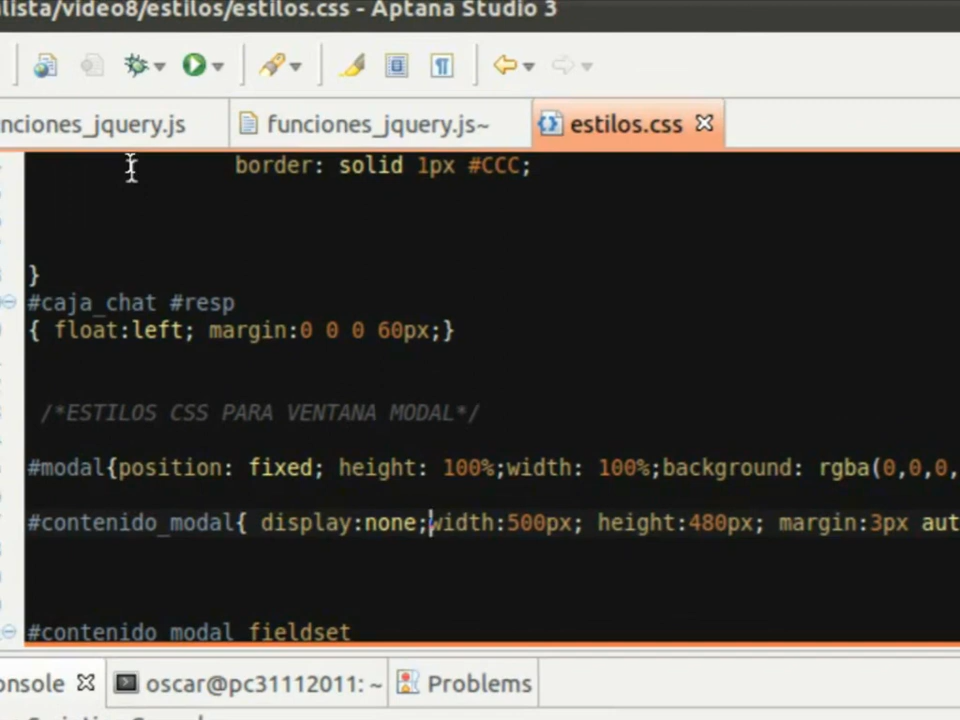 lista/video8/estilos/estilos.css - Aptana Studio 3
nciones_jquery.js
funciones_jquery.js~
estilos.css
border: solid 1px #CCC;
}
#caja_chat #resp
{ float:left; margin:0 0 0 60px;}
/*ESTILOS CSS PARA VENTANA MODAL*/
#modal{position: fixed; height: 100%;width: 100%;background: rgba(0,0,0,
#contenido_modal{ display:none;width:500px; height:480px; margin:3px aut
#contenido_modal fieldset
onsole
oscar@pc31112011: ~
Problems